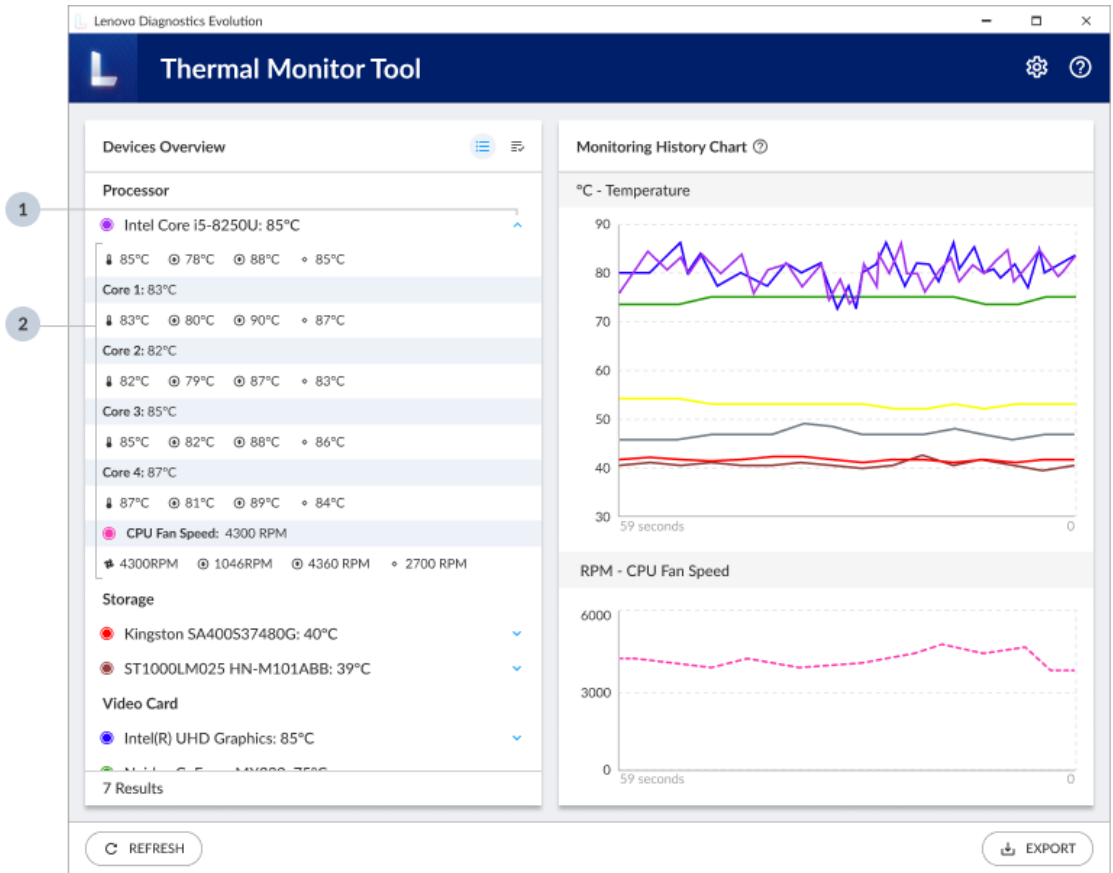 Lenovo Diagnostics Evolution
L
Thermal Monitor Tool
Devices Overview
Processor
1
Intel Core i5-8250U: 85°C
85°C 78°C 88°C 85°C
Core 1: 83°C
2
83°C 80°C 90°C 87°C
Core 2: 82°C
82°C 79°C 87°C 83°C
Core 3: 85°C
85°C 82°C 88°C 86°C
Core 4: 87°C
87°C 81°C 89°C 84°C
CPU Fan Speed: 4300 RPM
4300RPM 1046RPM 4360 RPM 2700 RPM
Storage
Kingston SA400S37480G: 40°C
ST1000LM025 HN-M101ABB: 39°C
Video Card
Intel(R) UHD Graphics: 85°C
7 Results
REFRESH
Monitoring History Chart
°C - Temperature
90
80
70
60
50
40
30
59 seconds 0
RPM - CPU Fan Speed
6000
3000
0
59 seconds 0
EXPORT